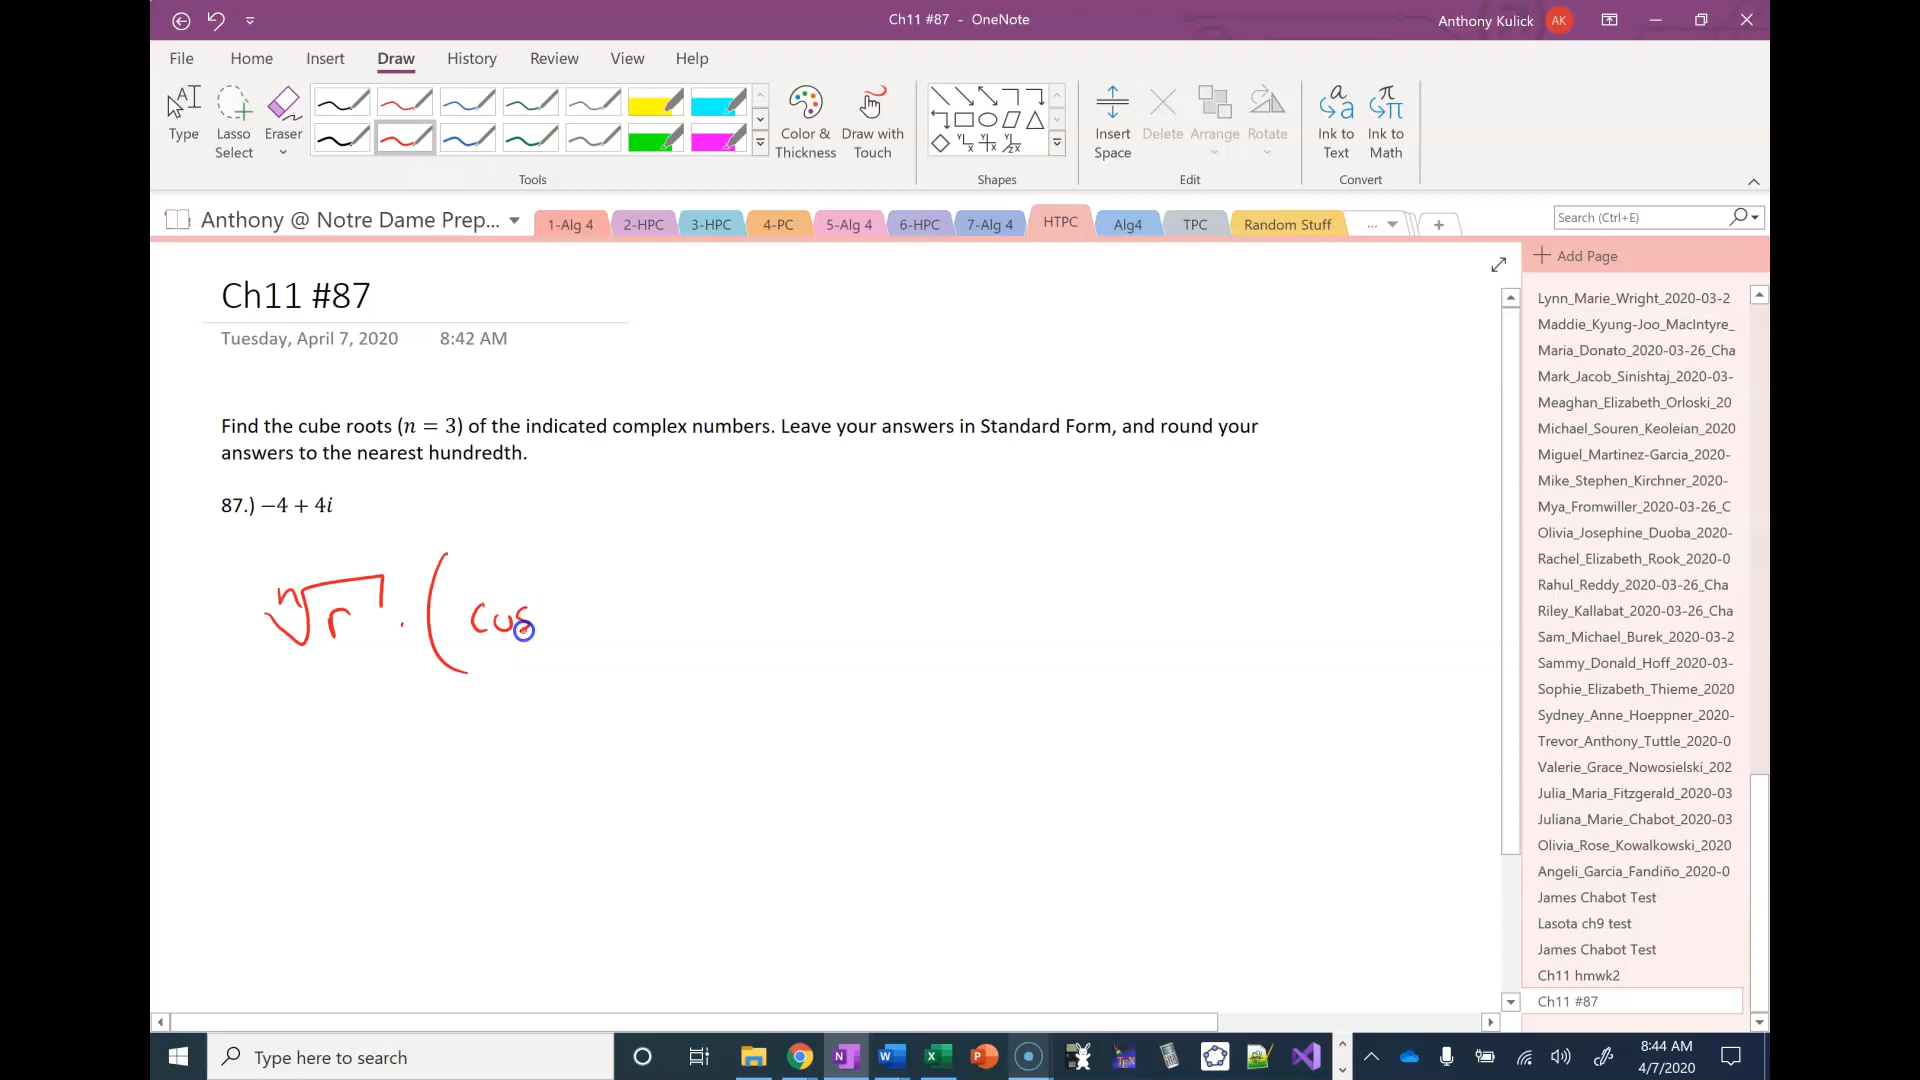 Ch11 #87 - OneNote
Anthony Kulick AK
File Home Insert Draw History Review View Help
Type
Lasso Select
Eraser
Color & Thickness
Draw with Touch
Insert Space
Delete
Arrange
Rotate
Ink to Text
Ink to Math
Tools Shapes Edit Convert
Anthony @ Notre Dame Prep... 1-Alg 4 2-HPC 3-HPC 4-PC 5-Alg 4 6-HPC 7-Alg 4 HTPC Alg4 TPC Random Stuff ... + Search (Ctrl+E)
Ch11 #87
Tuesday, April 7, 2020 8:42 AM
Find the cube roots (n = 3) of the indicated complex numbers. Leave your answers in Standard Form, and round your
answers to the nearest hundredth.
87.) −4 + 4i
ⁿ√r · ( cos
Add Page
Lynn_Marie_Wright_2020-03-2
Maddie_Kyung-Joo_MacIntyre_
Maria_Donato_2020-03-26_Cha
Mark_Jacob_Sinishtaj_2020-03-
Meaghan_Elizabeth_Orloski_20
Michael_Souren_Keoleian_2020
Miguel_Martinez-Garcia_2020-
Mike_Stephen_Kirchner_2020-
Mya_Fromwiller_2020-03-26_C
Olivia_Josephine_Duoba_2020-
Rachel_Elizabeth_Rook_2020-0
Rahul_Reddy_2020-03-26_Cha
Riley_Kallabat_2020-03-26_Cha
Sam_Michael_Burek_2020-03-2
Sammy_Donald_Hoff_2020-03-
Sophie_Elizabeth_Thieme_2020
Sydney_Anne_Hoeppner_2020-
Trevor_Anthony_Tuttle_2020-0
Valerie_Grace_Nowosielski_202
Julia_Maria_Fitzgerald_2020-03
Juliana_Marie_Chabot_2020-03
Olivia_Rose_Kowalkowski_2020
Angeli_Garcia_Fandiño_2020-0
James Chabot Test
Lasota ch9 test
James Chabot Test
Ch11 hmwk2
Ch11 #87
Type here to search
8:44 AM
4/7/2020